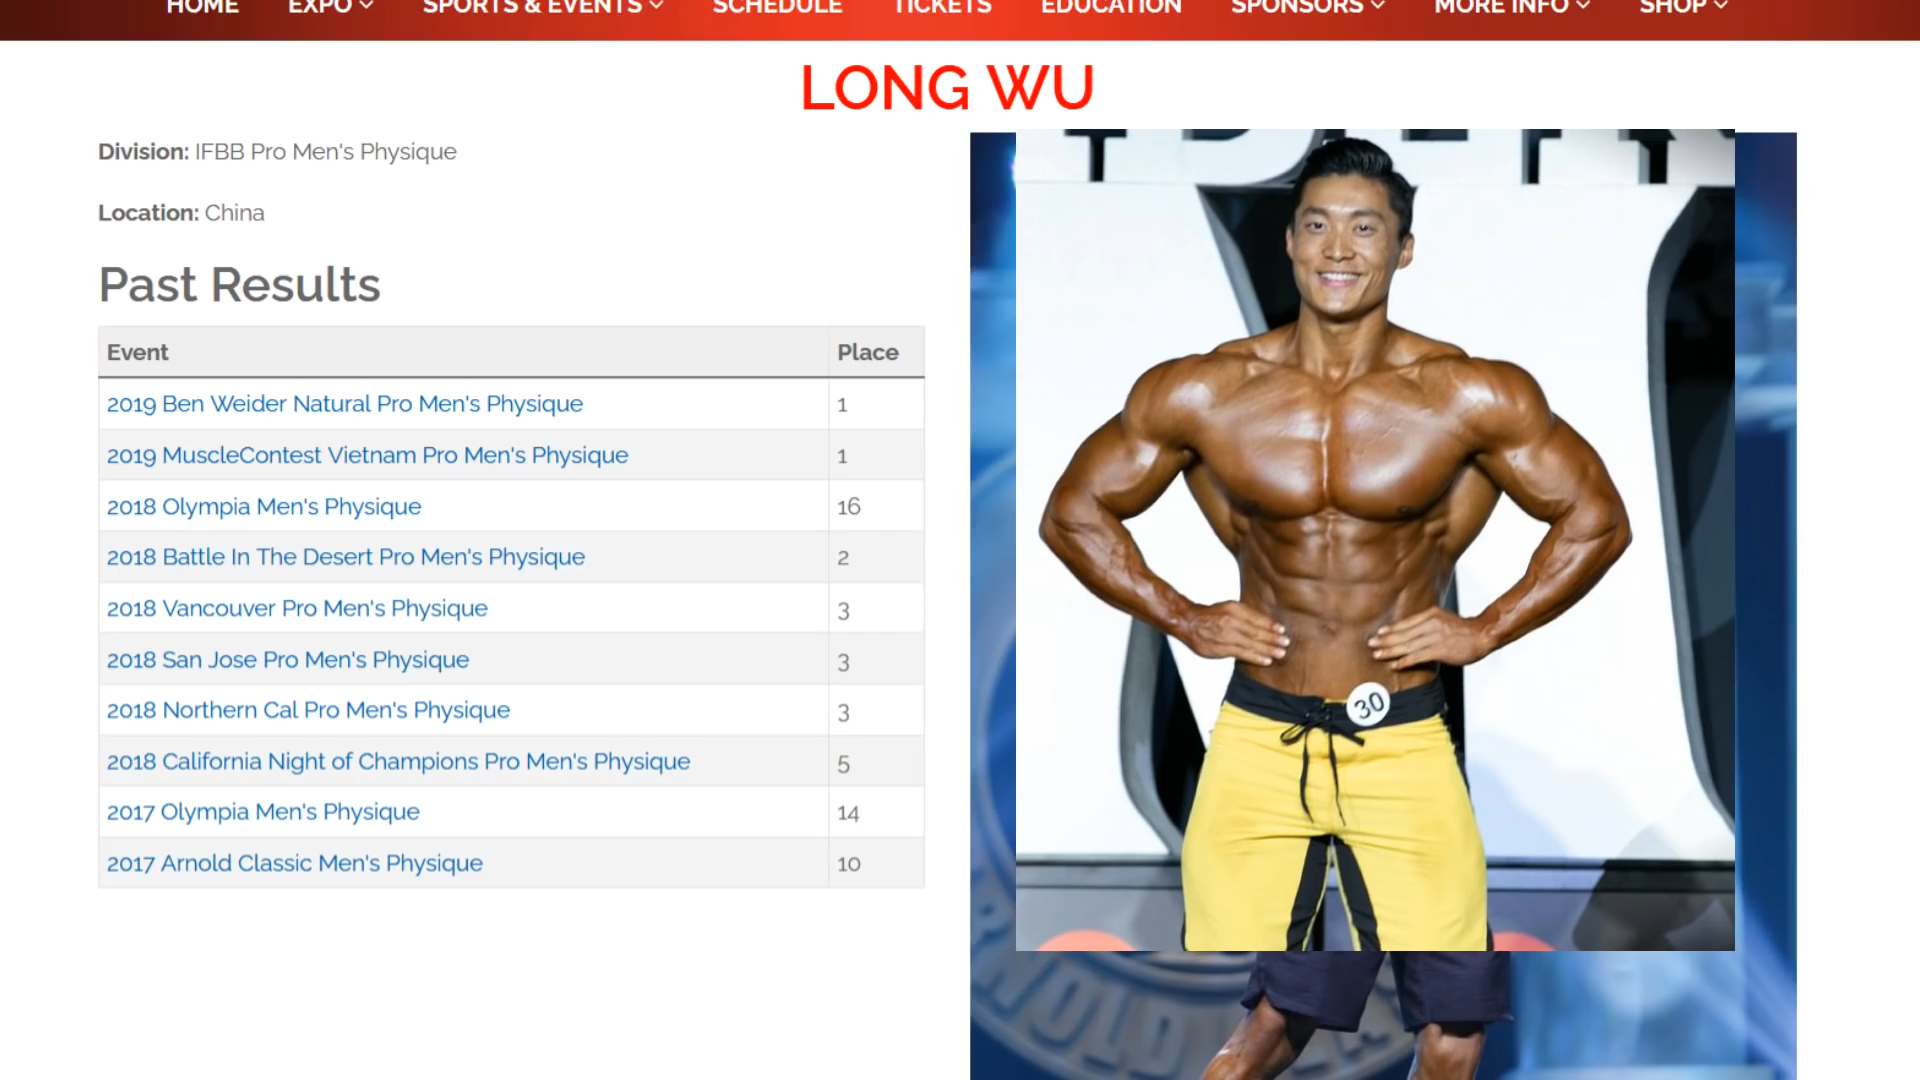 HOME EXPO SPORTS & EVENTS SCHEDULE TICKETS EDUCATION SPONSORS MORE INFO SHOP
LONG WU
Division: IFBB Pro Men's Physique
Location: China
Past Results
Event Place
2019 Ben Weider Natural Pro Men's Physique 1
2019 MuscleContest Vietnam Pro Men's Physique 1
2018 Olympia Men's Physique 16
2018 Battle In The Desert Pro Men's Physique 2
2018 Vancouver Pro Men's Physique 3
2018 San Jose Pro Men's Physique 3
2018 Northern Cal Pro Men's Physique 3
2018 California Night of Champions Pro Men's Physique 5
2017 Olympia Men's Physique 14
2017 Arnold Classic Men's Physique 10
30